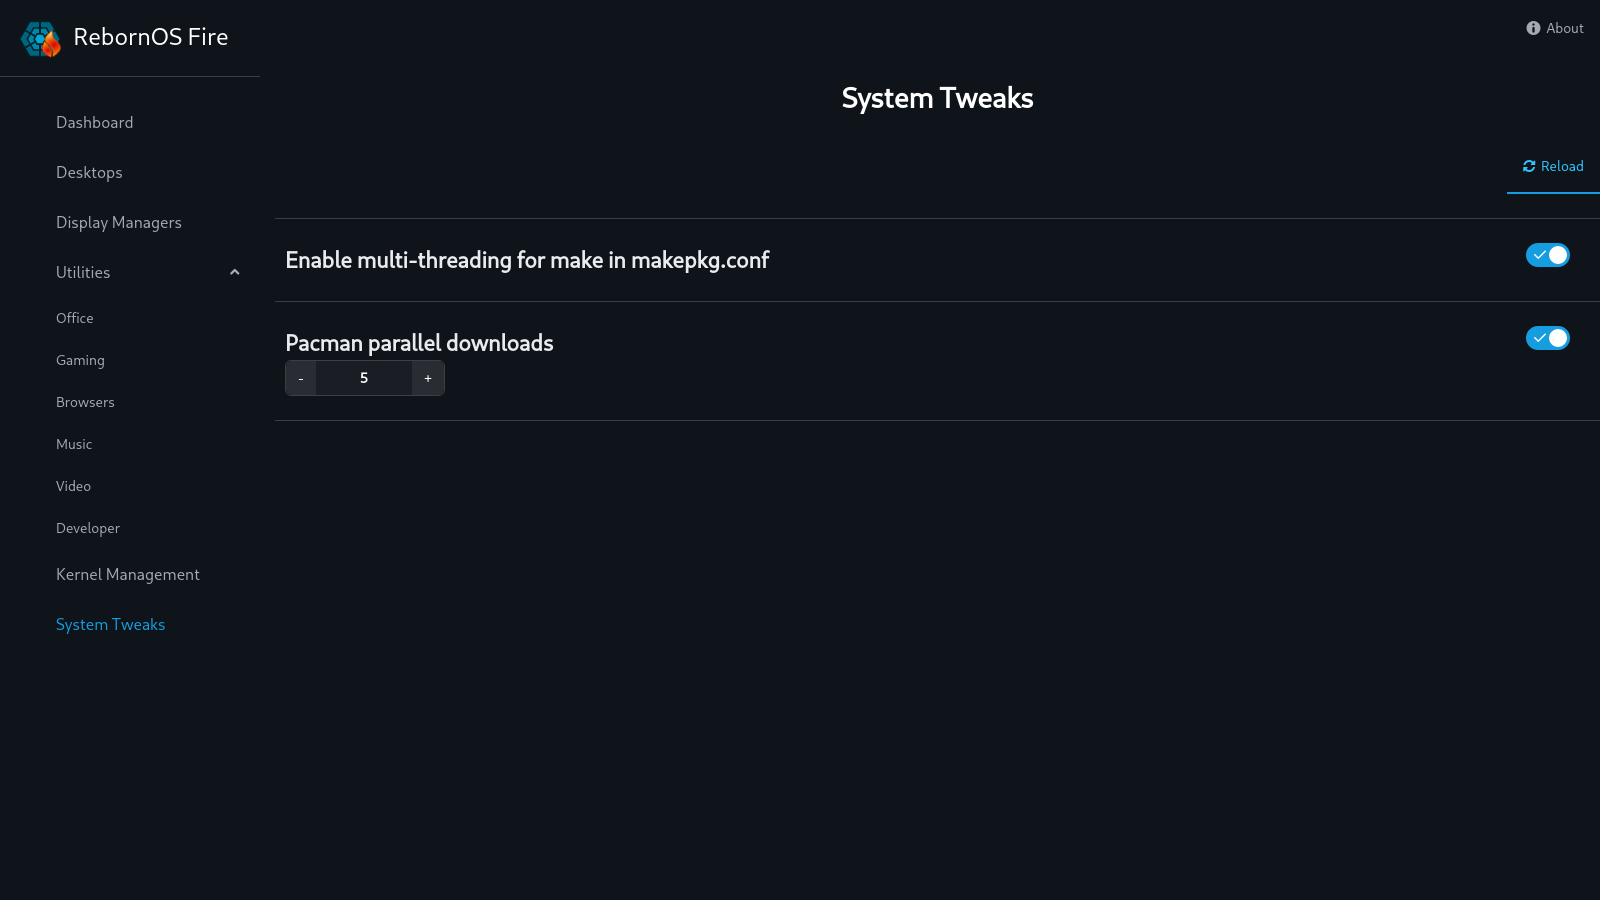 RebornOS Fire
About
Dashboard
Desktops
Display Managers
Utilities
Office
Gaming
Browsers
Music
Video
Developer
Kernel Management
System Tweaks
System Tweaks
Reload
Enable multi-threading for make in makepkg.conf
Pacman parallel downloads
- 5 +